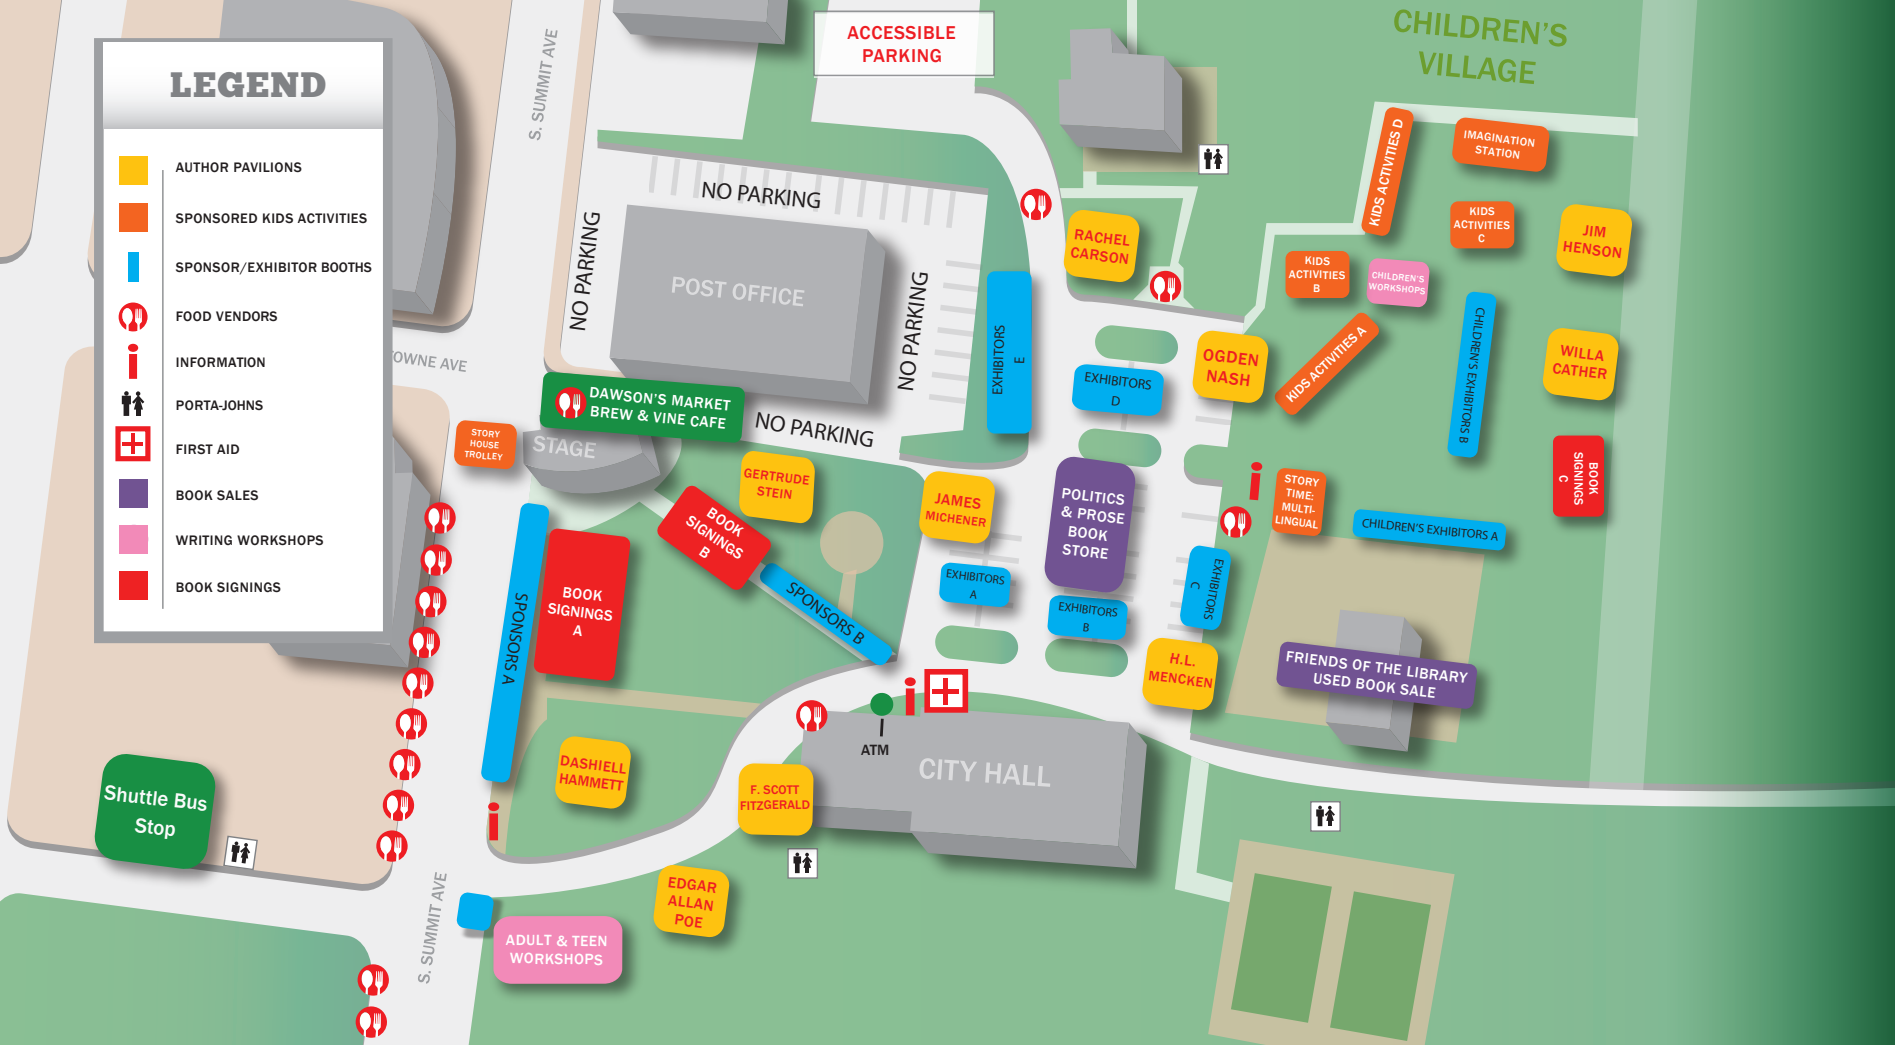 LEGEND
AUTHOR PAVILIONS
SPONSORED KIDS ACTIVITIES
SPONSOR/EXHIBITOR BOOTHS
FOOD VENDORS
INFORMATION
PORTA-JOHNS
FIRST AID
BOOK SALES
WRITING WORKSHOPS
BOOK SIGNINGS
S. SUMMIT AVE
ACCESSIBLE
PARKING
CHILDREN'S
VILLAGE
NO PARKING
NO PARKING
NO PARKING
NO PARKING
POST OFFICE
TOWNE AVE
DAWSON'S MARKET
BREW & VINE CAFE
STAGE
STORY
HOUSE
TROLLEY
EXHIBITORS
E
RACHEL
CARSON
OGDEN
NASH
EXHIBITORS
D
KIDS ACTIVITIES D
IMAGINATION
STATION
KIDS
ACTIVITIES
C
JIM
HENSON
KIDS
ACTIVITIES
B
CHILDREN'S
WORKSHOPS
KIDS ACTIVITIES A
CHILDREN'S EXHIBITORS B
WILLA
CATHER
BOOK
SIGNINGS
C
GERTRUDE
STEIN
JAMES
MICHENER
POLITICS
& PROSE
BOOK
STORE
STORY
TIME:
MULTI-
LINGUAL
CHILDREN'S EXHIBITORS A
BOOK
SIGNINGS
B
SPONSORS A
BOOK
SIGNINGS
A
SPONSORS B
EXHIBITORS
A
EXHIBITORS
B
EXHIBITORS
C
H.L.
MENCKEN
FRIENDS OF THE LIBRARY
USED BOOK SALE
ATM
CITY HALL
DASHIELL
HAMMETT
F. SCOTT
FITZGERALD
Shuttle Bus
Stop
EDGAR
ALLAN
POE
S. SUMMIT AVE
ADULT & TEEN
WORKSHOPS